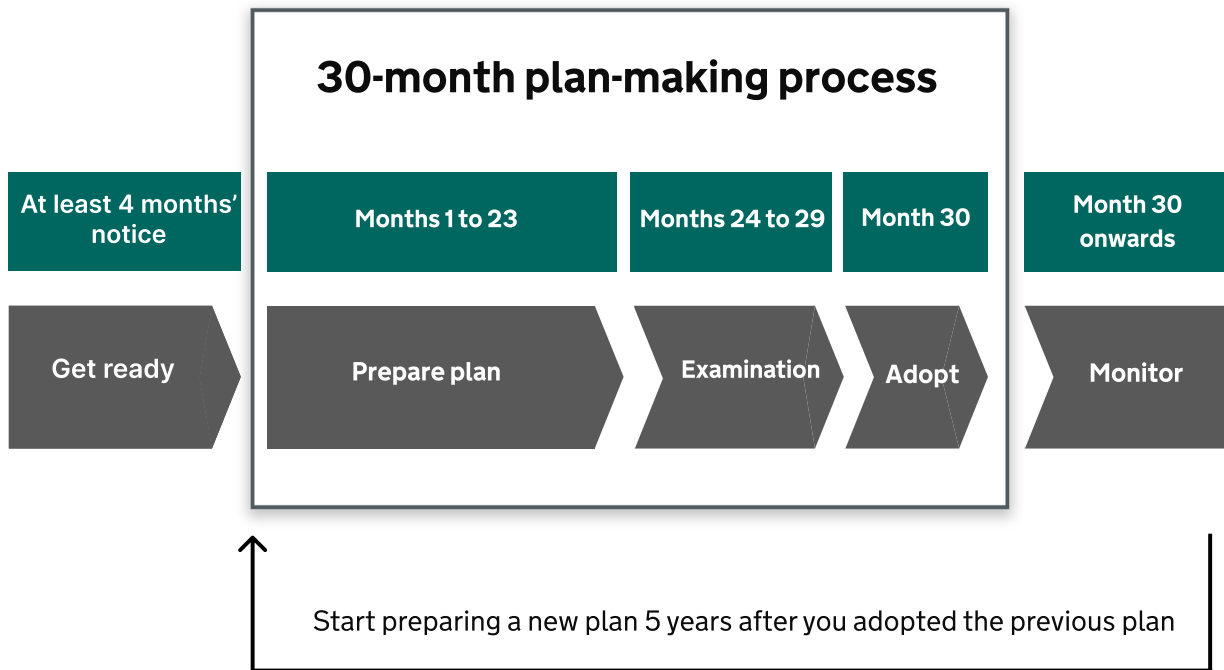 30-month plan-making process
At least 4 months’
notice
Months 1 to 23
Months 24 to 29
Month 30
Month 30
onwards
Get ready
Prepare plan
Examination
Adopt
Monitor
Start preparing a new plan 5 years after you adopted the previous plan